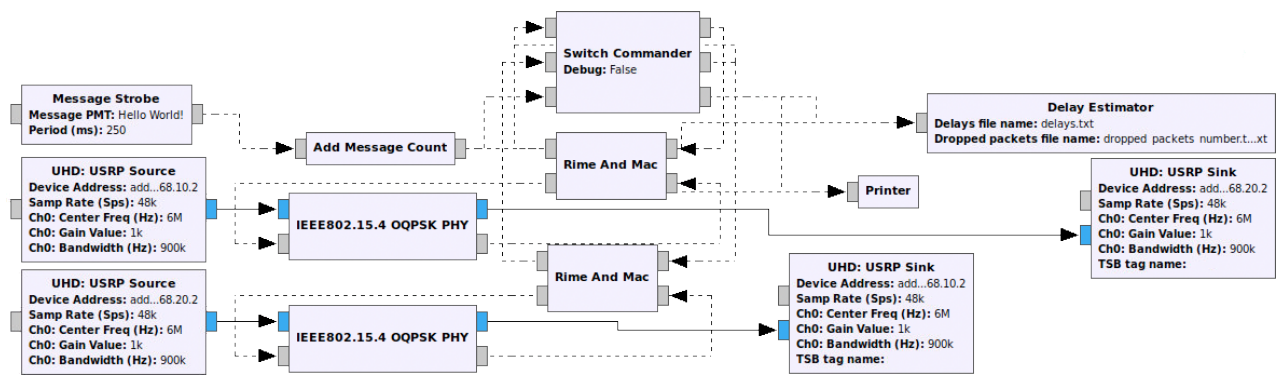 Switch Commander
Debug: False
Message Strobe
Message PMT: Hello World!
Period (ms): 250
Delay Estimator
Delays file name: delays.txt
Dropped packets file name: dropped packets number.t...xt
Add Message Count
Rime And Mac
UHD: USRP Source
Device Address: add...68.10.2
Samp Rate (Sps): 48k
Ch0: Center Freq (Hz): 6M
Ch0: Gain Value: 1k
Ch0: Bandwidth (Hz): 900k
IEEE802.15.4 OQPSK PHY
Printer
UHD: USRP Sink
Device Address: add...68.20.2
Samp Rate (Sps): 48k
Ch0: Center Freq (Hz): 6M
Ch0: Gain Value: 1k
Ch0: Bandwidth (Hz): 900k
TSB tag name:
UHD: USRP Source
Device Address: add...68.20.2
Samp Rate (Sps): 48k
Ch0: Center Freq (Hz): 6M
Ch0: Gain Value: 1k
Ch0: Bandwidth (Hz): 900k
IEEE802.15.4 OQPSK PHY
Rime And Mac
UHD: USRP Sink
Device Address: add...68.10.2
Samp Rate (Sps): 48k
Ch0: Center Freq (Hz): 6M
Ch0: Gain Value: 1k
Ch0: Bandwidth (Hz): 900k
TSB tag name: